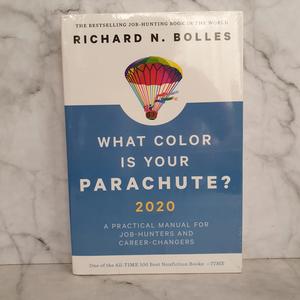 THE BESTSELLING JOB-HUNTING BOOK IN THE WORLD
RICHARD N. BOLLES
WHAT COLOR
IS YOUR
PARACHUTE?
2020
A PRACTICAL MANUAL FOR
JOB-HUNTERS AND
CAREER-CHANGERS
One of the All-TIME 100 Best Nonfiction Books —TIME